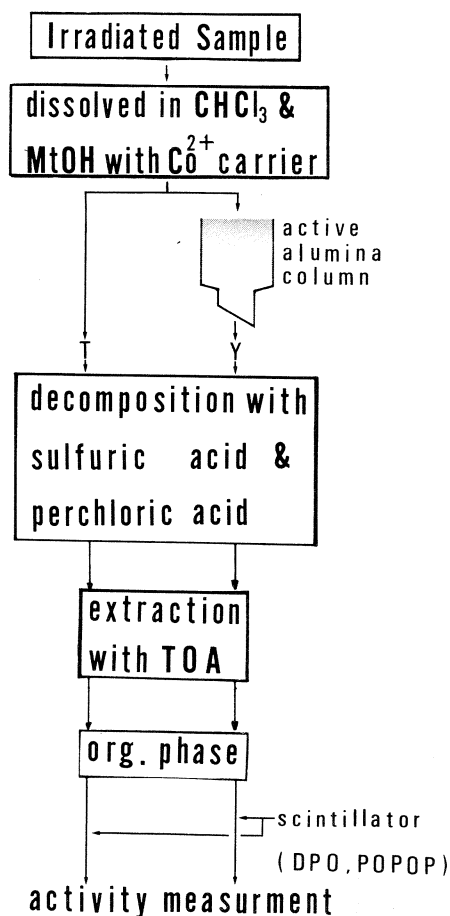 Irradiated Sample
dissolved in CHCl₃ &
MtOH with Co²⁺ carrier
active
alumina
column
T Y
decomposition with
sulfuric acid &
perchloric acid
extraction
with TOA
org. phase
scintillator
(DPO, POPOP)
activity measurment